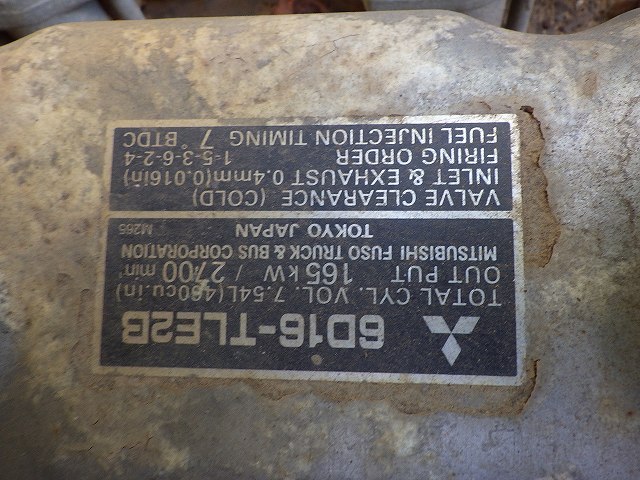 6D16-TLE2B
TOTAL CYL. VOL. 7.54L(460cu.in)
OUT PUT 165kW / 2700 min⁻¹
MITSUBISHI FUSO TRUCK & BUS CORPORATION
TOKYO JAPAN M265
VALVE CLEARANCE (COLD)
INLET & EXHAUST 0.4mm(0.016in)
FIRING ORDER 1-5-3-6-2-4
FUEL INJECTION TIMING 7° BTDC